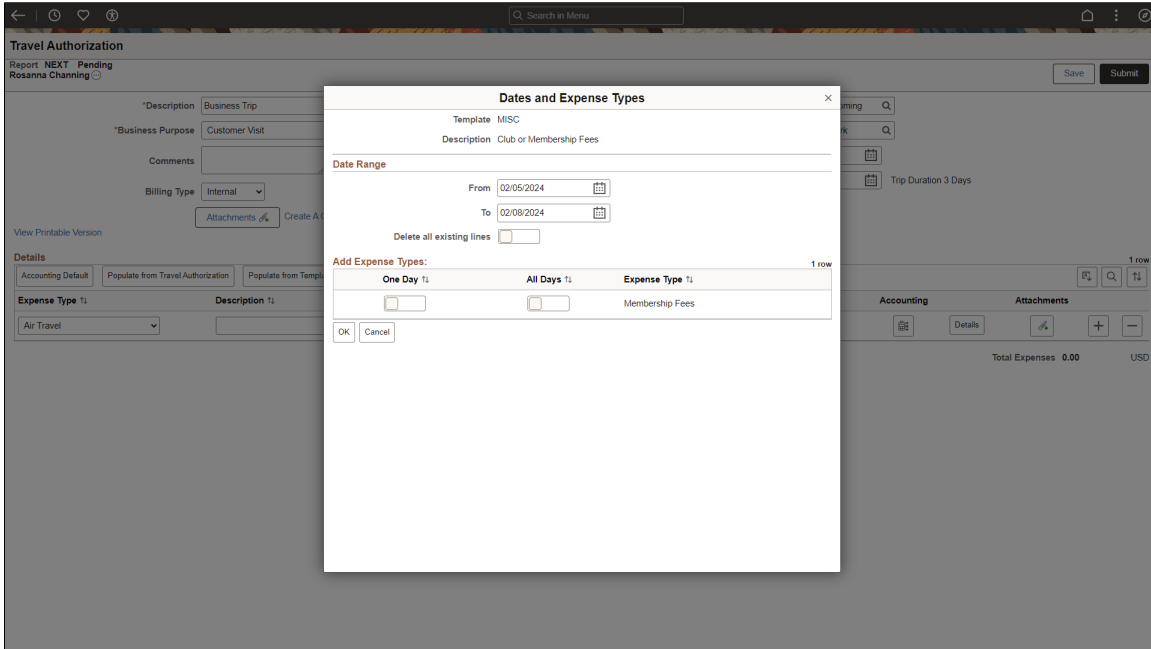 Search in Menu
Travel Authorization
Report NEXT Pending
Rosanna Channing
Save
Submit
*Description Business Trip
*Business Purpose Customer Visit
Comments
Billing Type Internal
Attachments
Create A
View Printable Version
Trip Duration 3 Days
Details
1 row
Accounting Default
Populate from Travel Authorization
Populate from
Expense Type
Description
Accounting
Attachments
Air Travel
Details
Total Expenses 0.00 USD
Dates and Expense Types
Template MISC
Description Club or Membership Fees
Date Range
From 02/05/2024
To 02/08/2024
Delete all existing lines
Add Expense Types:
1 row
One Day
All Days
Expense Type
Membership Fees
OK
Cancel